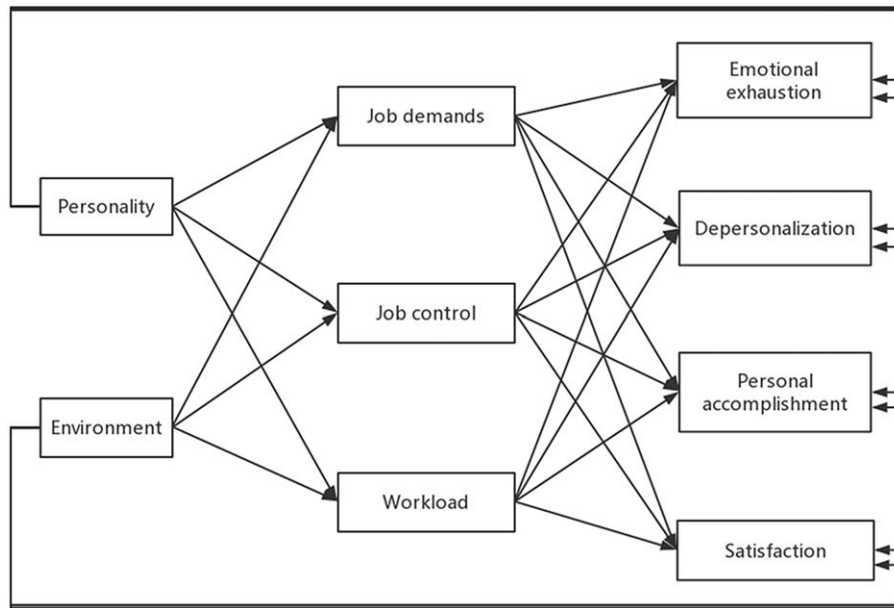 Emotional
exhaustion
Job demands
Personality
Depersonalization
Job control
Personal
accomplishment
Environment
Workload
Satisfaction